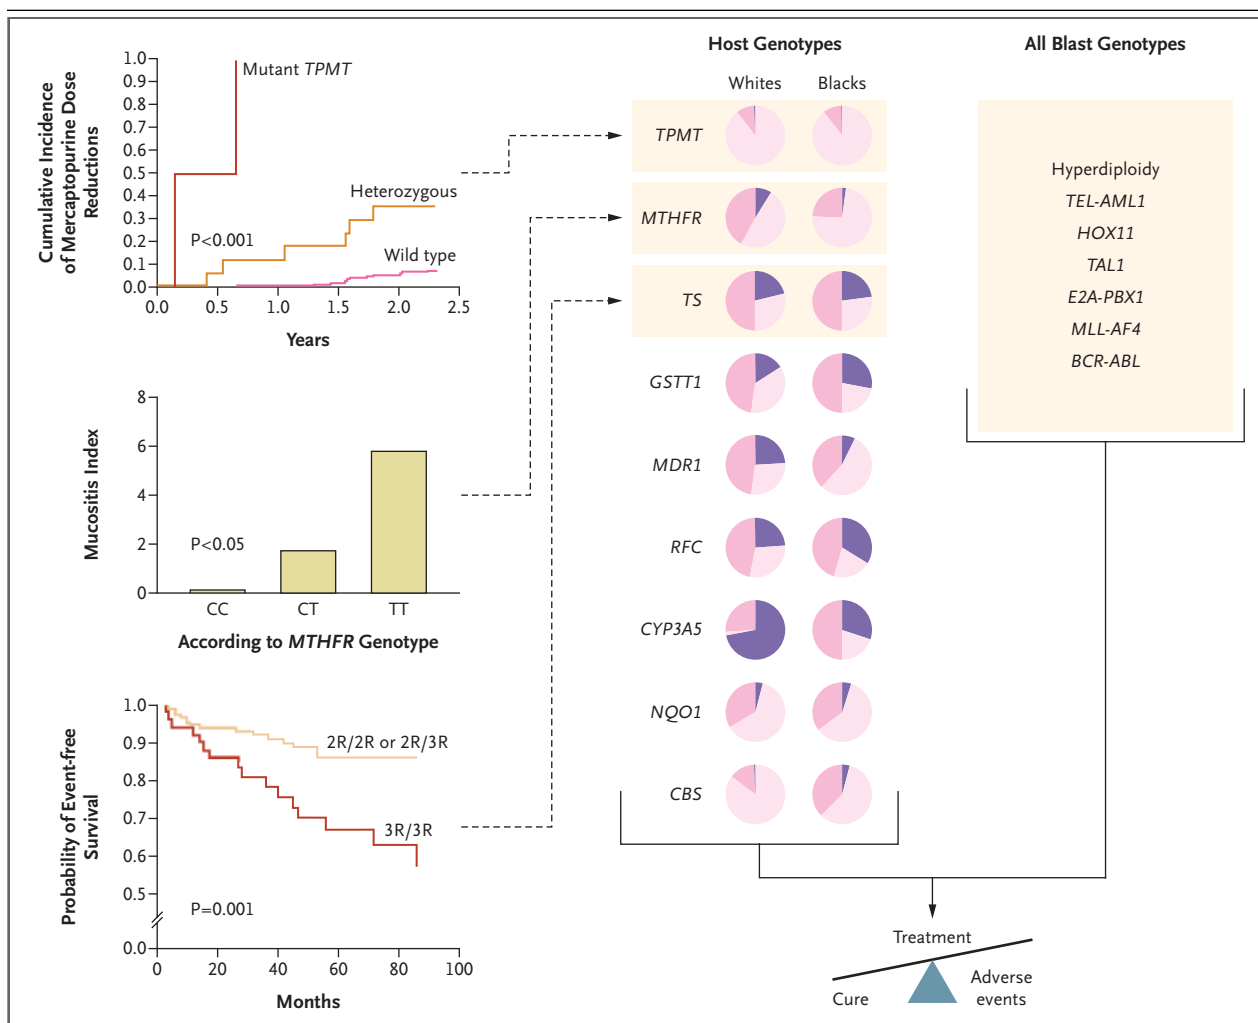 Cumulative Incidence
of Mercaptopurine Dose
Reductions
1.0
0.9
0.8
0.7
0.6
0.5
0.4
0.3
0.2
0.1
0.0
Mutant TPMT
Heterozygous
P<0.001
Wild type
0 0.5 1.0 1.5 2.0 2.5
Years
Mucositis Index
8
6
4
2
0
P<0.05
CC CT TT
According to MTHFR Genotype
Probability of Event-free
Survival
1.0
0.9
0.8
0.7
0.6
0.5
0.0
2R/2R or 2R/3R
3R/3R
P=0.001
0 20 40 60 80 100
Months
Host Genotypes
Whites Blacks
TPMT
MTHFR
TS
GSTT1
MDR1
RFC
CYP3A5
NQO1
CBS
All Blast Genotypes
Hyperdiploidy
TEL-AML1
HOX11
TAL1
E2A-PBX1
MLL-AF4
BCR-ABL
Treatment
Cure
Adverse
events